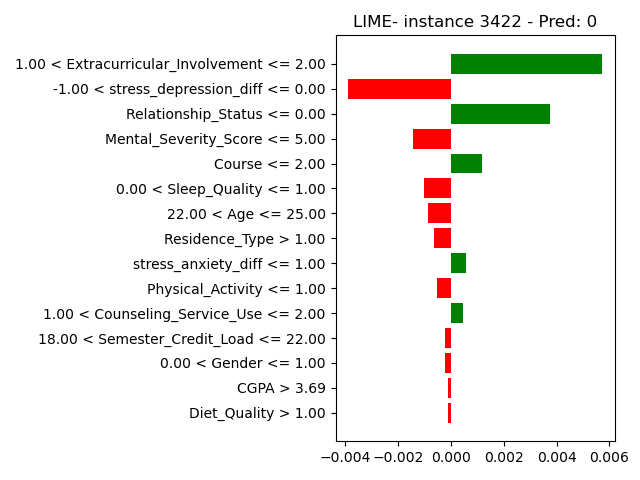 LIME- instance 3422 - Pred: 0
1.00 < Extracurricular_Involvement <= 2.00
-1.00 < stress_depression_diff <= 0.00
Relationship_Status <= 0.00
Mental_Severity_Score <= 5.00
Course <= 2.00
0.00 < Sleep_Quality <= 1.00
22.00 < Age <= 25.00
Residence_Type > 1.00
stress_anxiety_diff <= 1.00
Physical_Activity <= 1.00
1.00 < Counseling_Service_Use <= 2.00
18.00 < Semester_Credit_Load <= 22.00
0.00 < Gender <= 1.00
CGPA > 3.69
Diet_Quality > 1.00
−0.004 −0.002 0.000 0.002 0.004 0.006